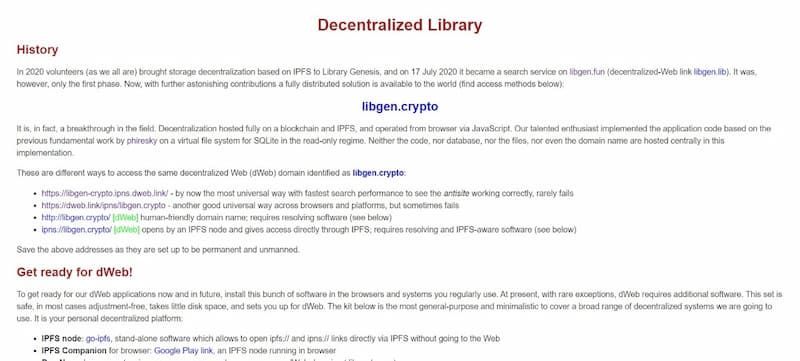 Decentralized Library
History
In 2020 volunteers (as we all are) brought storage decentralization based on IPFS to Library Genesis, and on 17 July 2020 it became a search service on libgen.fun (decentralized-Web link libgen.lib). It was,
however, only the first phase. Now, with further astonishing contributions a fully distributed solution is available to the world (find access methods below):
libgen.crypto
It is, in fact, a breakthrough in the field. Decentralization hosted fully on a blockchain and IPFS, and operated from browser via JavaScript. Our talented enthusiast implemented the application code based on the
previous fundamental work by phiresky on a virtual file system for SQLite in the read-only regime. Neither the code, nor database, nor the files, nor even the domain name are hosted centrally in this
implementation.
These are different ways to access the same decentralized Web (dWeb) domain identified as libgen.crypto:
• https://libgen-crypto.ipns.dweb.link/ - by now the most universal way with fastest search performance to see the antisite working correctly, rarely fails
• https://dweb.link/ipns/libgen.crypto - another good universal way across browsers and platforms, but sometimes fails
• http://libgen.crypto/ [dWeb] human-friendly domain name; requires resolving software (see below)
• ipns://libgen.crypto/ [dWeb] opens by an IPFS node and gives access directly through IPFS; requires resolving and IPFS-aware software (see below)
Save the above addresses as they are set up to be permanent and unmanned.
Get ready for dWeb!
To get ready for our dWeb applications now and in future, install this bunch of software in the browsers and systems you regularly use. At present, with rare exceptions, dWeb requires additional software. This set is
safe, in most cases adjustment-free, takes little disk space, and sets you up for dWeb. The kit below is the most general-purpose and minimalistic to cover a broad range of decentralized systems we are going to
use. It is your personal decentralized platform:
• IPFS node: go-ipfs, stand-alone software which allows to open ipfs:// and ipns:// links directly via IPFS without going to the Web
• IPFS Companion for browser: Google Play link, an IPFS node running in browser